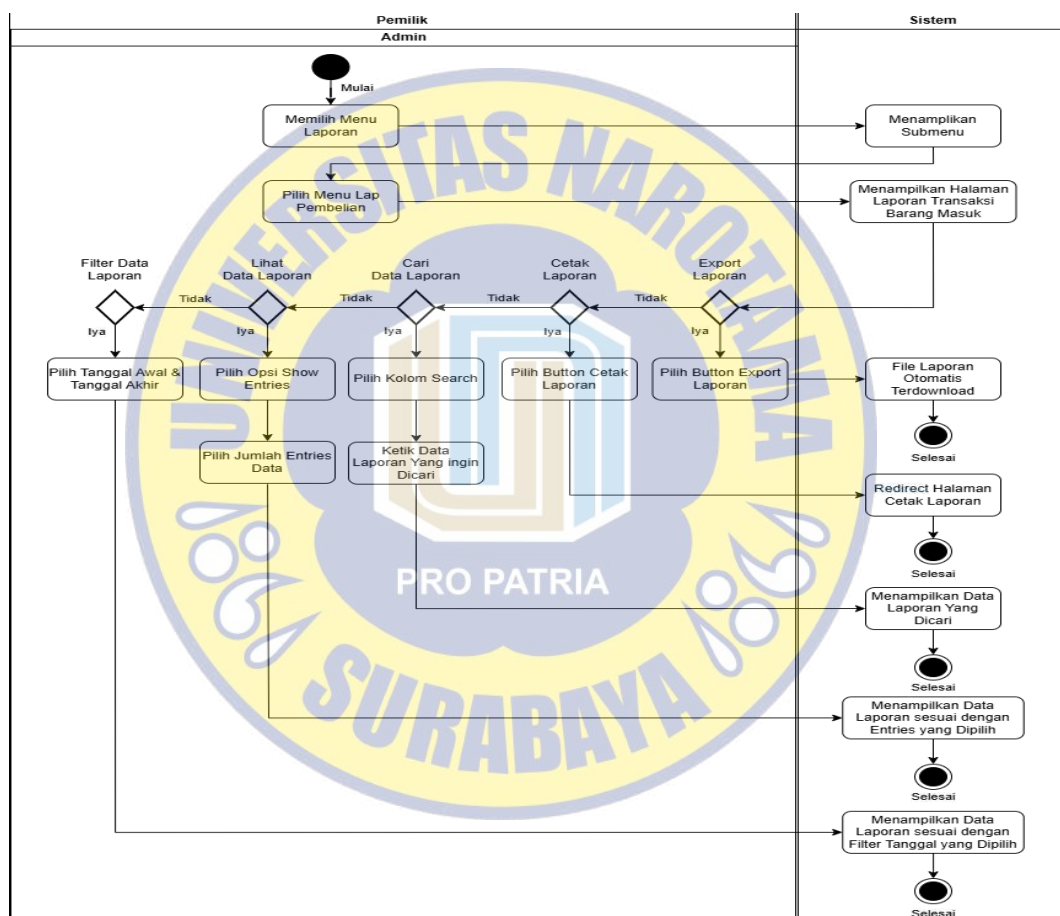 Pemilik
Sistem
Admin
Mulai
Memilih Menu
Laporan
Menamplikan
Submenu
Pilih Menu Lap
Pembelian
Menampilkan Halaman
Laporan Transaksi
Barang Masuk
Filter Data
Laporan
Lihat
Data Laporan
Cari
Data Laporan
Cetak
Laporan
Export
Laporan
Tidak
Tidak
Tidak
Tidak
Iya
Iya
Iya
Iya
Iya
Pilih Tanggal Awal &
Tanggal Akhir
Pilih Opsi Show
Entries
Pilih Kolom Search
Pilih Button Cetak
Laporan
Pilih Button Export
Laporan
File Laporan
Otomatis
Terdownload
Selesai
Pilih Jumlah Entries
Data
Ketik Data
Laporan Yang ingin
Dicari
Redirect Halaman
Cetak Laporan
Selesai
Menampilkan Data
Laporan Yang
Dicari
Selesai
Menampilkan Data
Laporan sesuai dengan
Entries yang Dipilih
Selesai
Menampilkan Data
Laporan sesuai dengan
Filter Tanggal yang Dipilih
Selesai
UNIVERSITAS NAROTAMA
PRO PATRIA
SURABAYA
1981